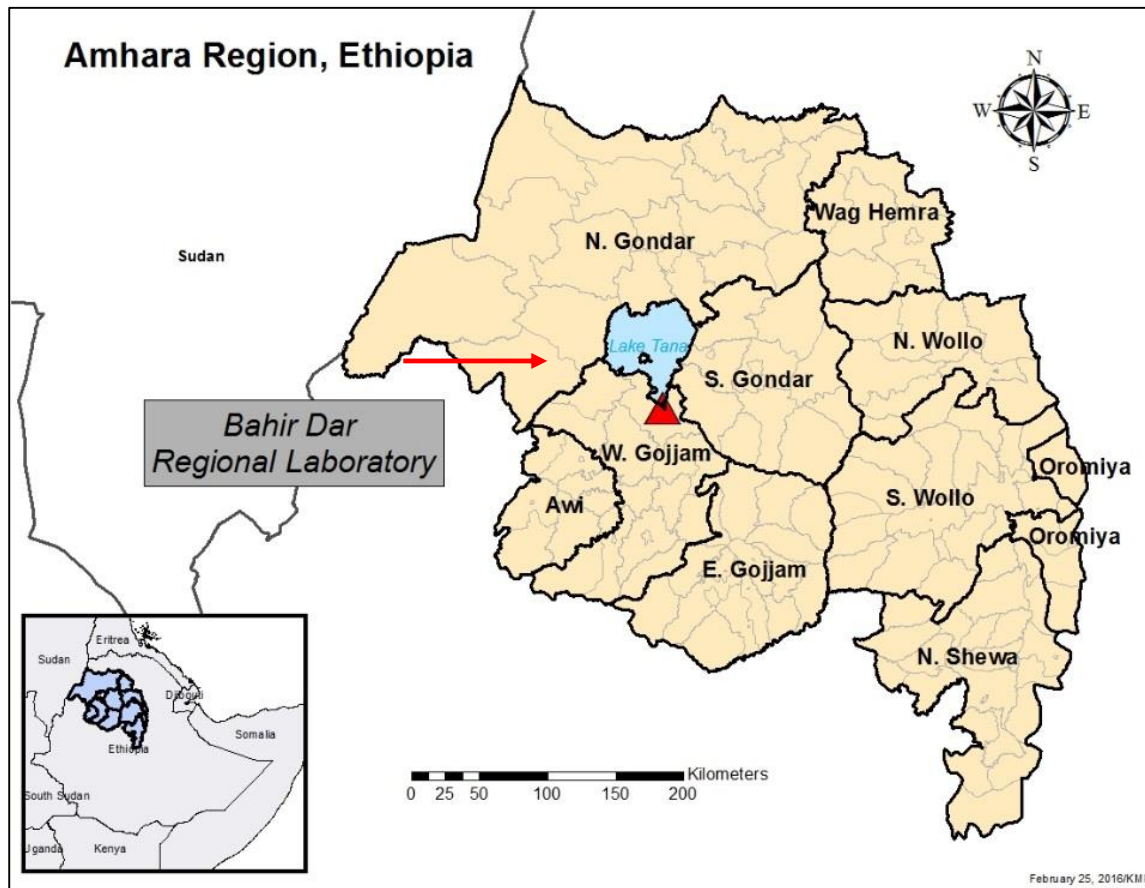 Amhara Region, Ethiopia
N
W E
S
Sudan
Wag Hemra
N. Gondar
Lake Tana
N. Wollo
S. Gondar
Bahir Dar
Regional Laboratory
W. Gojjam
Oromiya
Awi
S. Wollo
Oromiya
E. Gojjam
N. Shewa
Eritrea
Sudan
Djibouti
Somalia
Ethiopia
South Sudan
Uganda
Kenya
Kilometers
0 25 50 100 150 200
February 25, 2016/KM